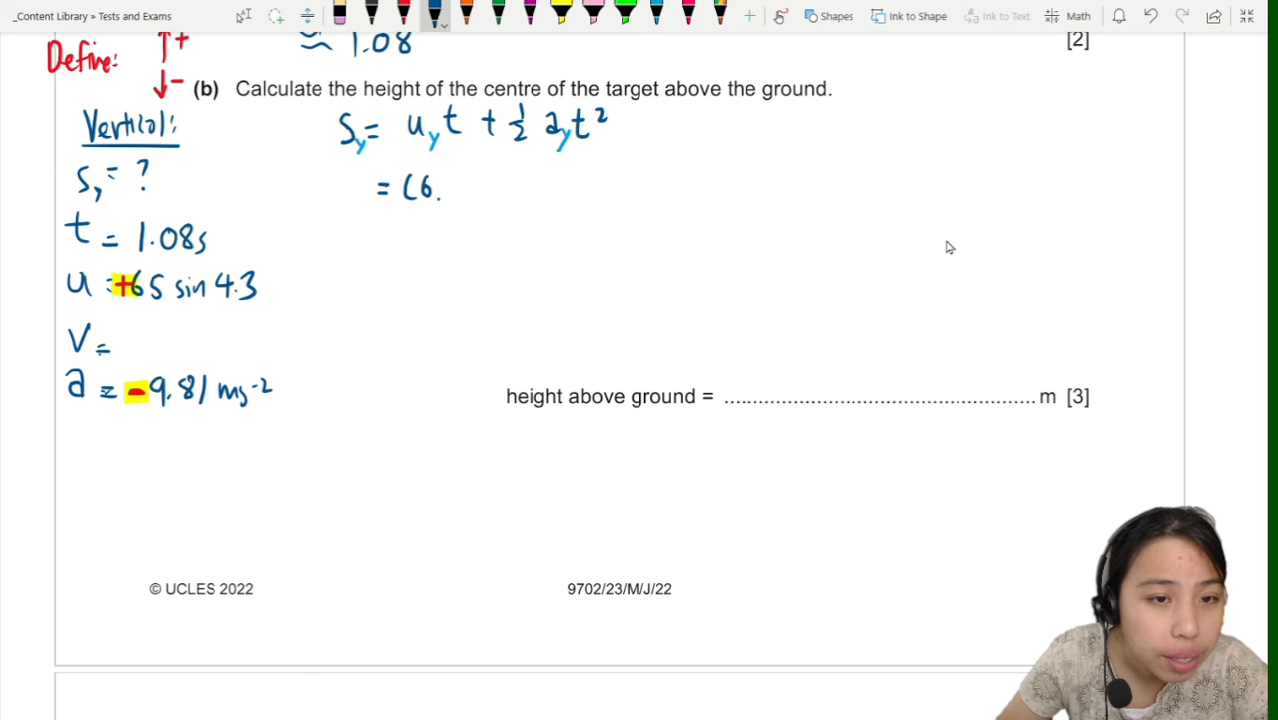 _Content Library » Tests and Exams
Shapes
Ink to Shape
Ink to Text
Math
Define: ↑+
≈ 1.08
[2]
↓-
(b) Calculate the height of the centre of the target above the ground.
Vertical:
Sy = uyt + ½ ayt²
Sy = ?
= (6.
t = 1.08s
u = +65 sin 4.3
V =
a = -9.81 ms-2
height above ground = ...................................................... m [3]
© UCLES 2022
9702/23/M/J/22